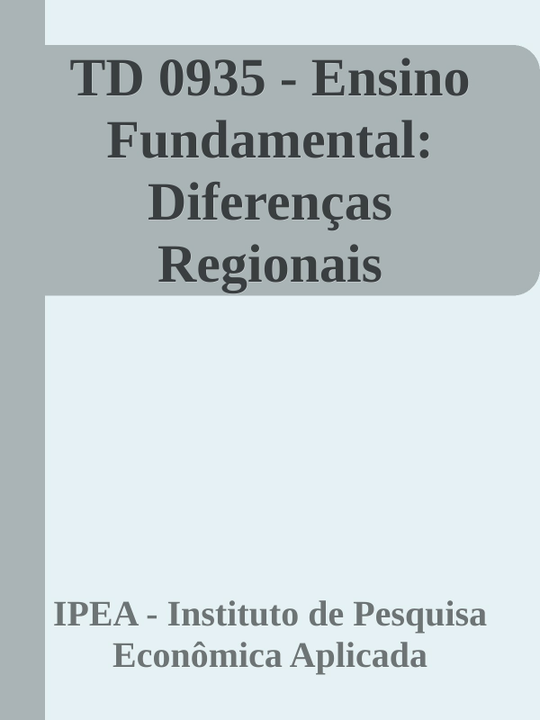 TD 0935 - Ensino
Fundamental:
Diferenças
Regionais
IPEA - Instituto de Pesquisa
Econômica Aplicada